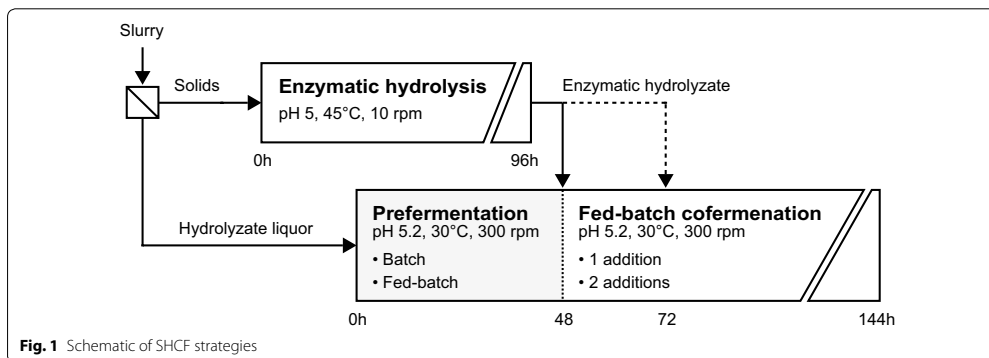 Slurry
Solids
Enzymatic hydrolysis
pH 5, 45°C, 10 rpm
Enzymatic hydrolyzate
0h
96h
Hydrolyzate liquor
Prefermentation
pH 5.2, 30°C, 300 rpm
• Batch
• Fed-batch
Fed-batch cofermenation
pH 5.2, 30°C, 300 rpm
• 1 addition
• 2 additions
0h
48
72
144h
Fig. 1 Schematic of SHCF strategies